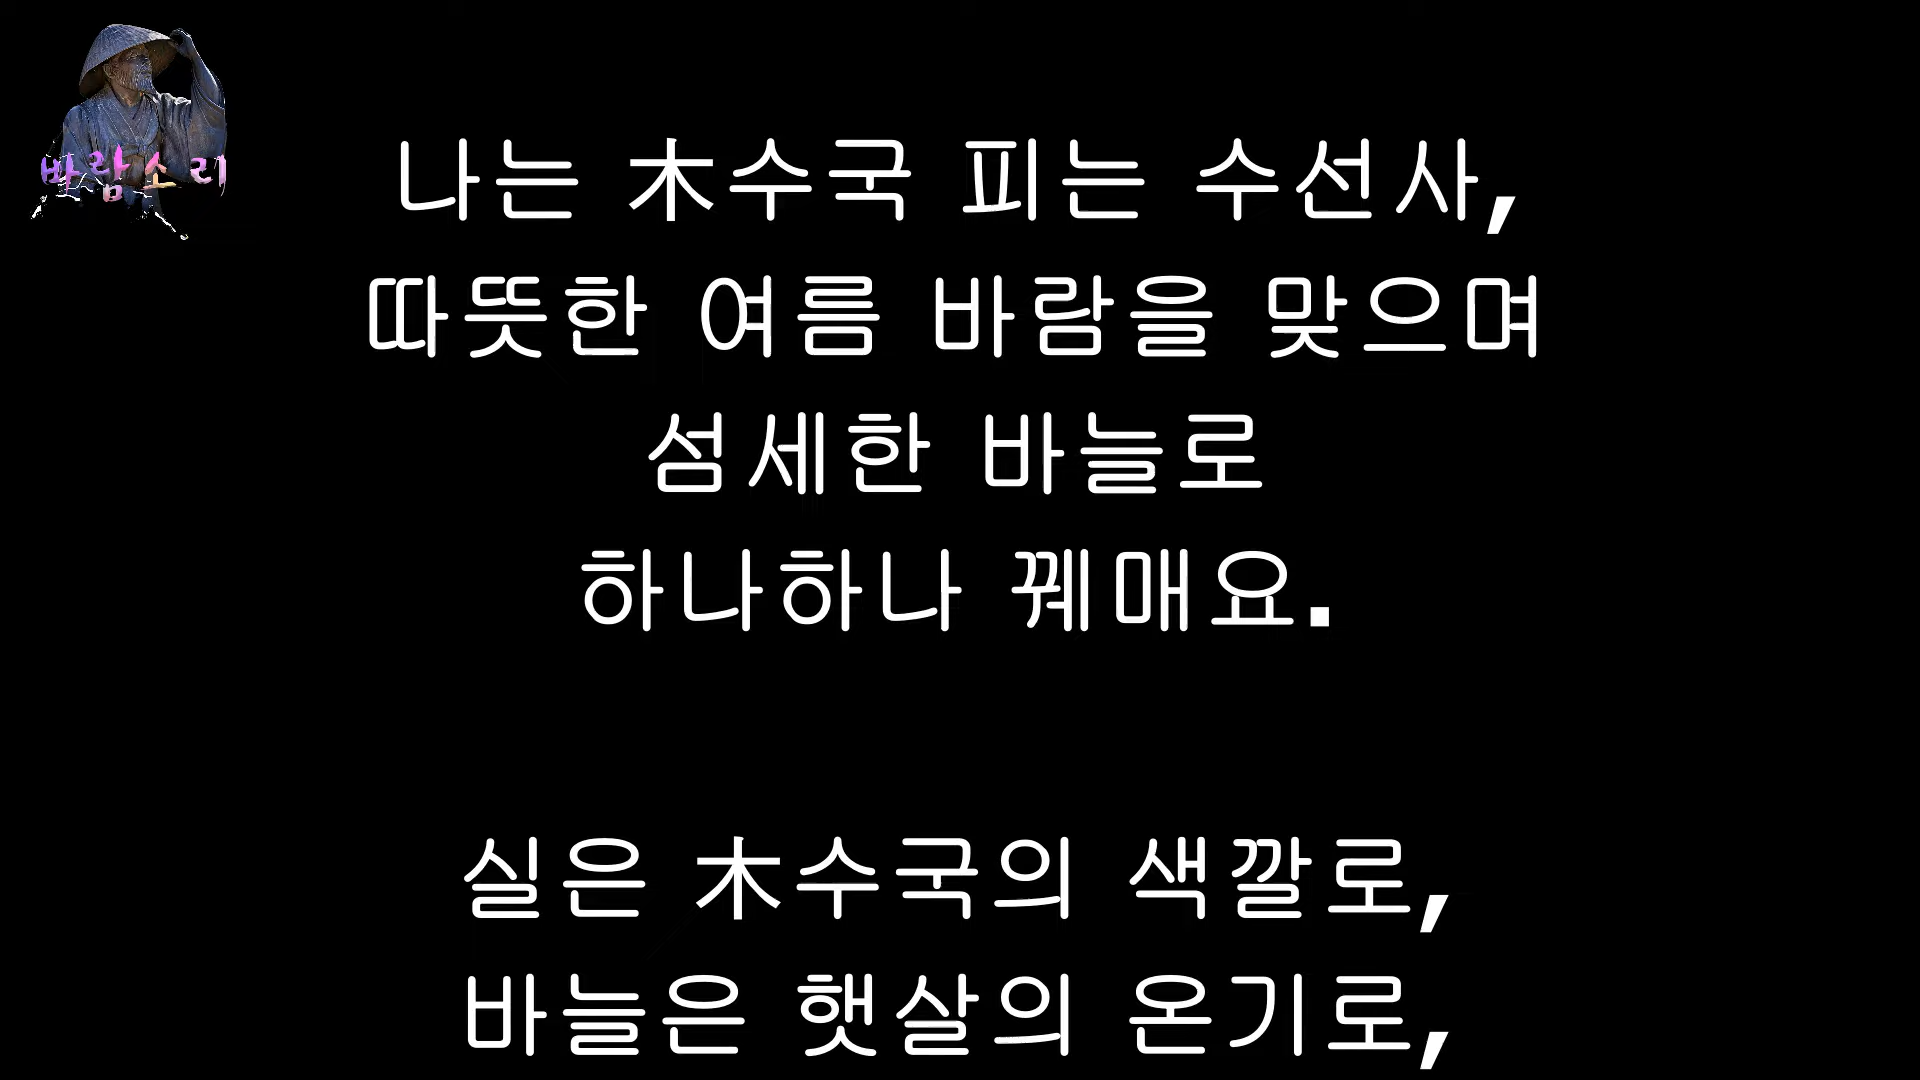 바람소리
나는 木수국 피는 수선사,
따뜻한 여름 바람을 맞으며
섬세한 바늘로
하나하나 꿰매요.
실은 木수국의 색깔로,
바늘은 햇살의 온기로,